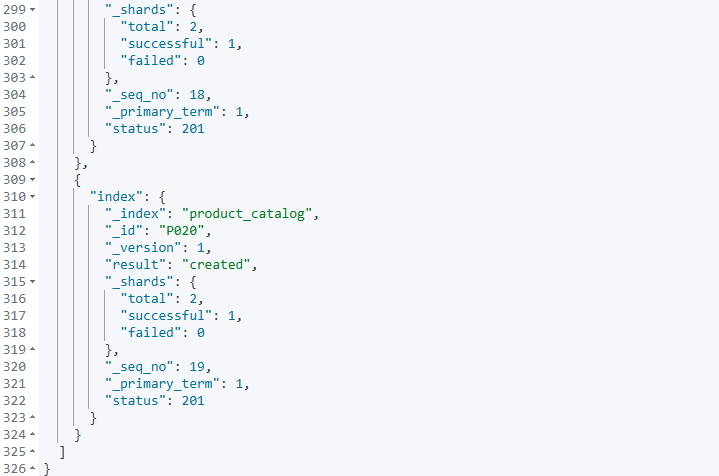 299 "_shards": {
300 "total": 2,
301 "successful": 1,
302 "failed": 0
303 },
304 "_seq_no": 18,
305 "_primary_term": 1,
306 "status": 201
307 }
308 },
309 {
310 "index": {
311 "_index": "product_catalog",
312 "_id": "P020",
313 "_version": 1,
314 "result": "created",
315 "_shards": {
316 "total": 2,
317 "successful": 1,
318 "failed": 0
319 },
320 "_seq_no": 19,
321 "_primary_term": 1,
322 "status": 201
323 }
324 }
325 ]
326 }